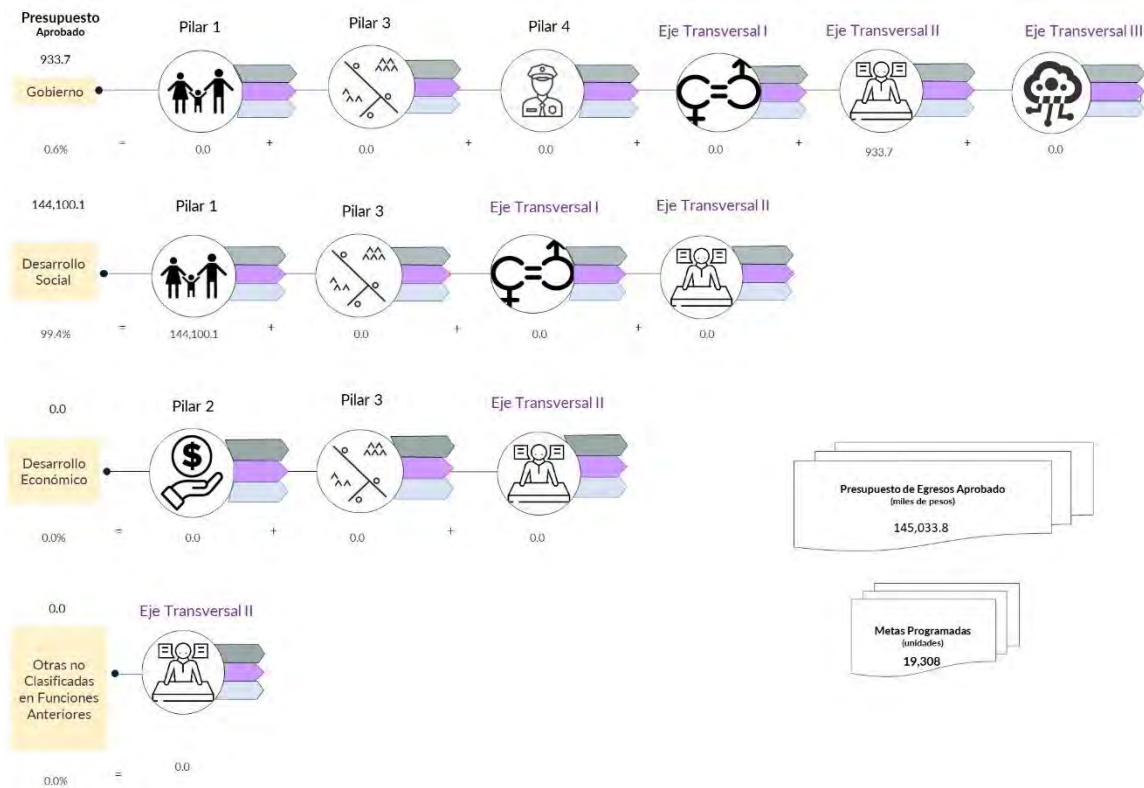 Presupuesto
Aprobado
933.7
Gobierno
0.6%
Pilar 1
Pilar 3
Pilar 4
Eje Transversal I
Eje Transversal II
Eje Transversal III
= 0.0 + 0.0 + 0.0 + 0.0 + 933.7 + 0.0
144,100.1
Pilar 1
Pilar 3
Eje Transversal I
Eje Transversal II
Desarrollo
Social
99.4% = 144,100.1 + 0.0 + 0.0 + 0.0
0.0
Pilar 2
Pilar 3
Eje Transversal II
Desarrollo
Económico
0.0% = 0.0 + 0.0 + 0.0
Presupuesto de Egresos Aprobado
(miles de pesos)
145,033.8
0.0
Eje Transversal II
Otras no
Clasificadas
en Funciones
Anteriores
0.0% = 0.0
Metas Programadas
(unidades)
19,308